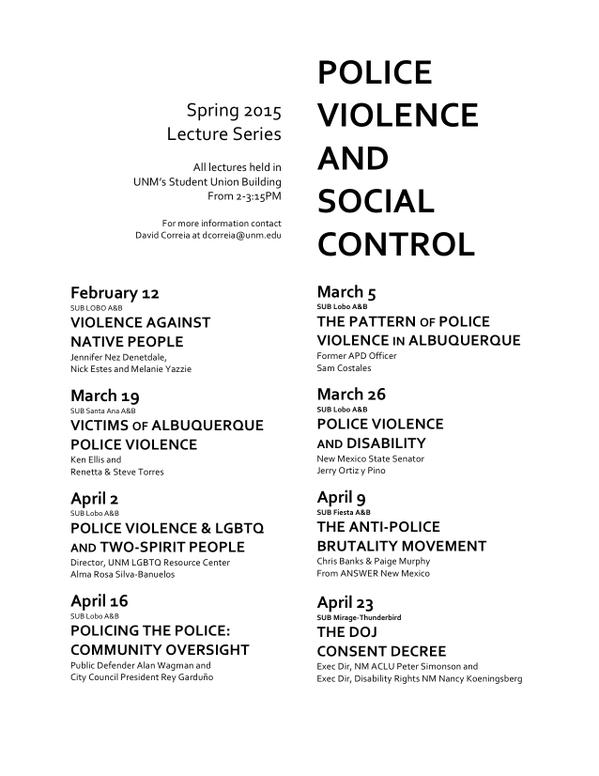 POLICE
VIOLENCE
AND
SOCIAL
CONTROL
Spring 2015
Lecture Series
All lectures held in
UNM's Student Union Building
From 2-3:15PM
For more information contact
David Correia at dcorreia@unm.edu
February 12
SUB LOBO A&B
VIOLENCE AGAINST
NATIVE PEOPLE
Jennifer Nez Denetdale,
Nick Estes and Melanie Yazzie
March 5
SUB Lobo A&B
THE PATTERN OF POLICE
VIOLENCE IN ALBUQUERQUE
Former APD Officer
Sam Costales
March 19
SUB Santa Ana A&B
VICTIMS OF ALBUQUERQUE
POLICE VIOLENCE
Ken Ellis and
Renetta & Steve Torres
March 26
SUB Lobo A&B
POLICE VIOLENCE
AND DISABILITY
New Mexico State Senator
Jerry Ortiz y Pino
April 2
SUB Lobo A&B
POLICE VIOLENCE & LGBTQ
AND TWO-SPIRIT PEOPLE
Director, UNM LGBTQ Resource Center
Alma Rosa Silva-Banuelos
April 9
SUB Fiesta A&B
THE ANTI-POLICE
BRUTALITY MOVEMENT
Chris Banks & Paige Murphy
From ANSWER New Mexico
April 16
SUB Lobo A&B
POLICING THE POLICE:
COMMUNITY OVERSIGHT
Public Defender Alan Wagman and
City Council President Rey Garduño
April 23
SUB Mirage-Thunderbird
THE DOJ
CONSENT DECREE
Exec Dir, NM ACLU Peter Simonson and
Exec Dir, Disability Rights NM Nancy Koeningsberg